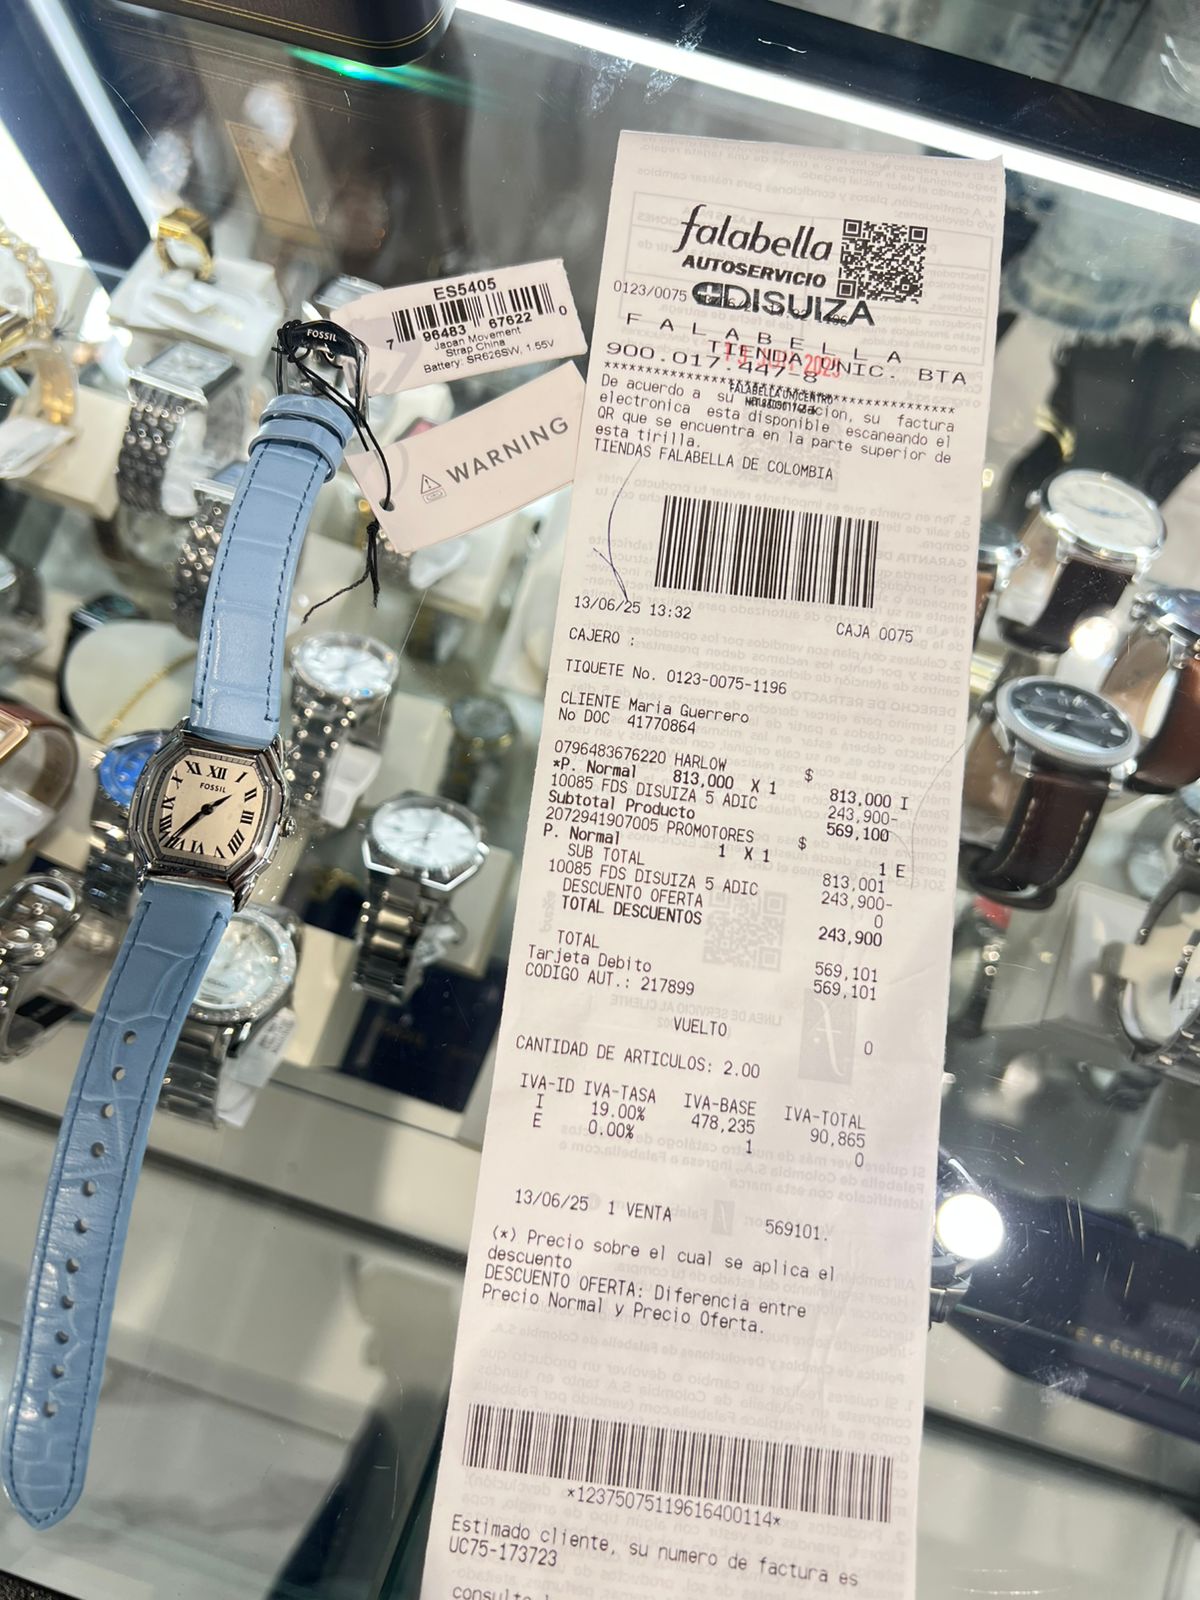 ES5405
7 96483 67622 0
Japan Movement
Strap China
Battery: SR626SW, 1.55V
FOSSIL
WARNING
XI XII I
FOSSIL
falabella
AUTOSERVICIO
DISUIZA
0123/0075
FALABELLA
TIENDA UNIC. BTA
900.017.447-8
****************************************
De acuerdo a su, su factura
electronica esta disponible escaneando el
QR que se encuentra en la parte superior de
esta tirilla.
TIENDAS FALABELLA DE COLOMBIA
13/06/25 13:32 CAJA 0075
CAJERO :
TIQUETE No. 0123-0075-1196
CLIENTE Maria Guerrero
No DOC 41770864
0796483676220 HARLOW $ 813,000 I
*P. Normal 813,000 X 1
10085 FDS DISUIZA 5 ADIC 243,900-
Subtotal Producto 569,100
2072941907005 PROMOTORES $ 1 E
P. Normal 1 X 1
SUB TOTAL 813,001
10085 FDS DISUIZA 5 ADIC 243,900-
DESCUENTO OFERTA 0
TOTAL DESCUENTOS 243,900
TOTAL 569,101
Tarjeta Debito 569,101
CODIGO AUT.: 217899
VUELTO 0
CANTIDAD DE ARTICULOS: 2.00
IVA-ID IVA-TASA IVA-BASE IVA-TOTAL
I 19.00% 478,235 90,865
E 0.00% 1 0
13/06/25 1 VENTA 569101.
(*) Precio sobre el cual se aplica el
descuento
DESCUENTO OFERTA: Diferencia entre
Precio Normal y Precio Oferta.
*12375075119616400114*
Estimado cliente, su numero de factura es
UC75-173723